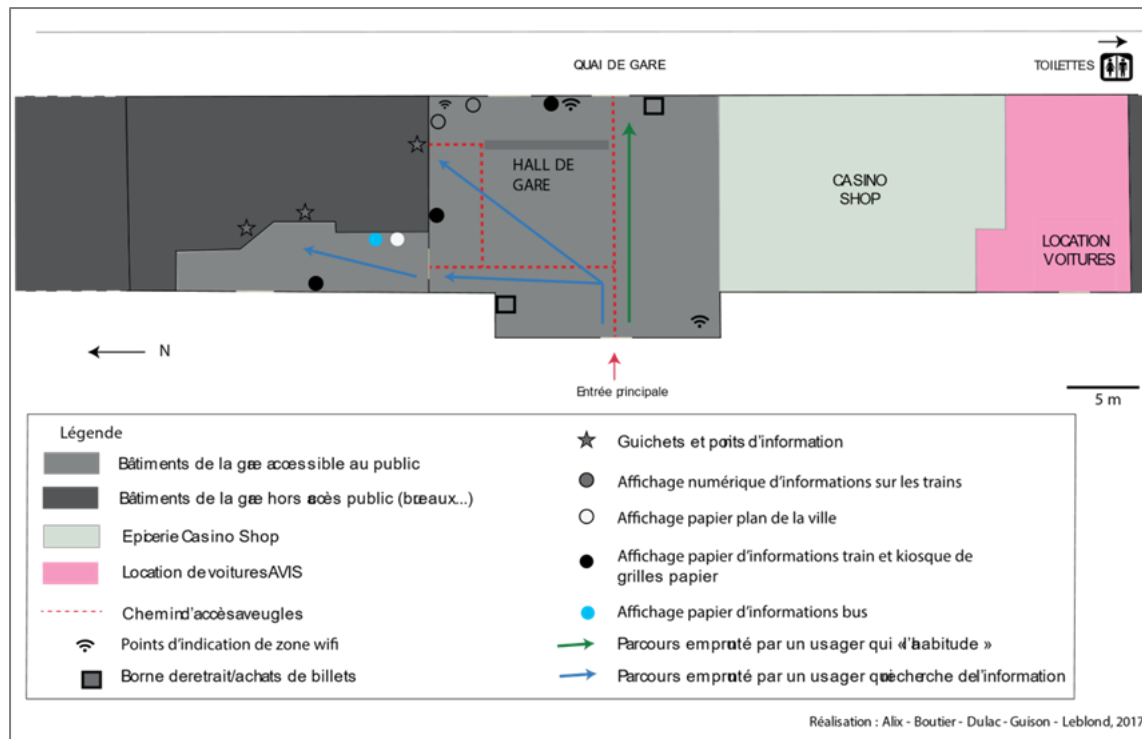 QUAI DE GARE
TOILETTES
HALL DE
GARE
CASINO
SHOP
LOCATION
VOITURES
N
Entrée principale
5 m
Légende
Bâtiments de la gare accessible au public
Bâtiments de la gare hors accès public (bureaux...)
Epicerie Casino Shop
Location de voitures AVIS
Chemin d'accès aveugles
Points d'indication de zone wifi
Borne de retrait/achats de billets
Guichets et points d'information
Affichage numérique d'informations sur les trains
Affichage papier plan de la ville
Affichage papier d'informations train et kiosque de
grilles papier
Affichage papier d'informations bus
Parcours emprunté par un usager qui « l'habitude »
Parcours emprunté par un usager qui recherche de l'information
Réalisation : Alix - Boutier - Dulac - Guison - Leblond, 2017